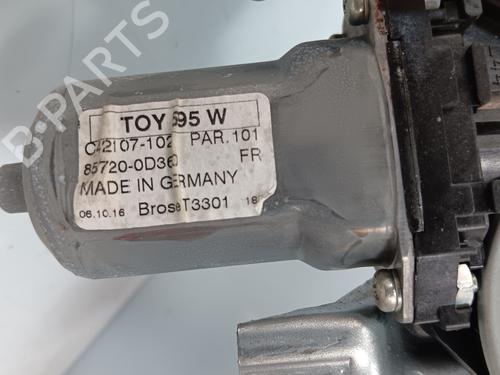 TOY 595 W
C42107-102 PAR. 101
85720-0D360 FR
MADE IN GERMANY
06.10.16 Brose T3301 18
B-PARTS